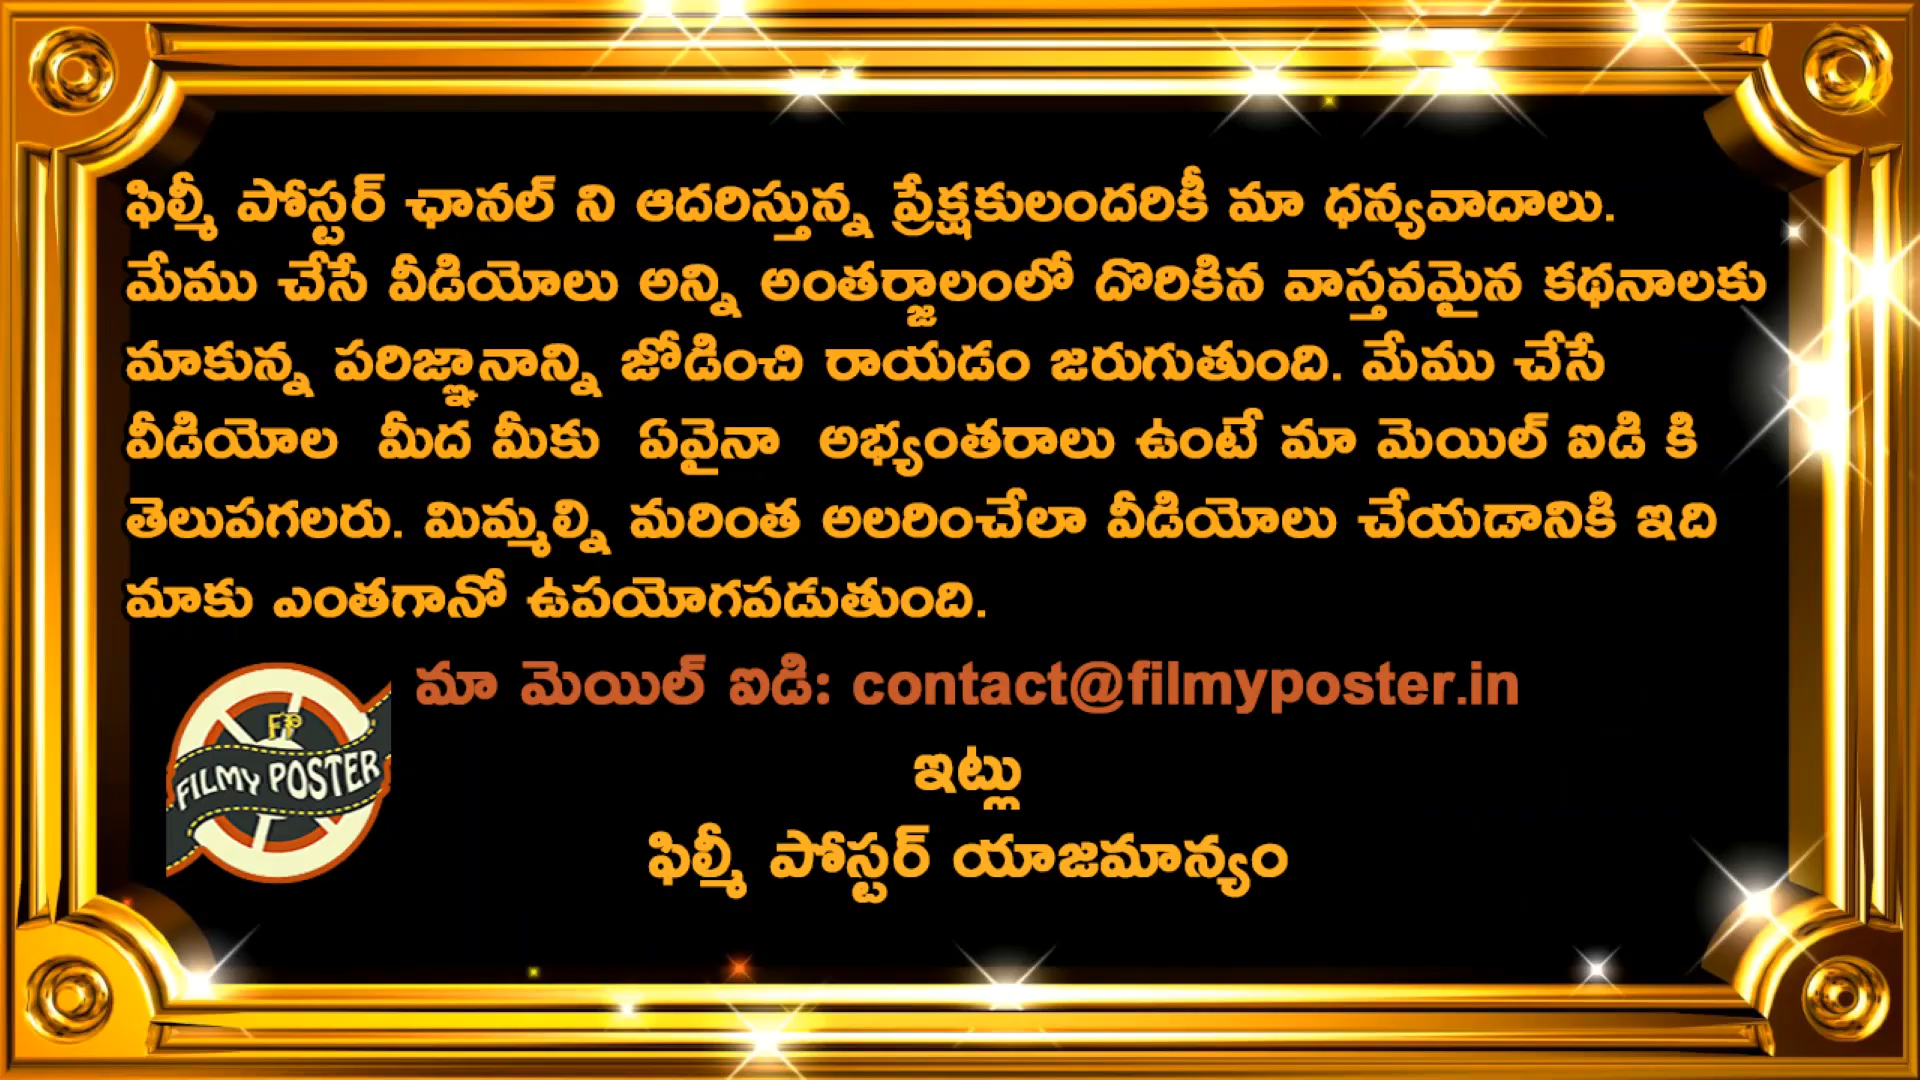 ఫిల్మీ పోస్టర్ ఛానల్ ని ఆదరిస్తున్న ప్రేక్షకులందరికీ మా ధన్యవాదాలు.
మేము చేసే వీడియోలు అన్ని అంతర్జాలంలో దొరికిన వాస్తవమైన కథనాలకు
మాకున్న పరిజ్ఞానాన్ని జోడించి రాయడం జరుగుతుంది. మేము చేసే
వీడియోల మీద మీకు ఏవైనా అభ్యంతరాలు ఉంటే మా మెయిల్ ఐడి కి
తెలుపగలరు. మిమ్మల్ని మరింత అలరించేలా వీడియోలు చేయడానికి ఇది
మాకు ఎంతగానో ఉపయోగపడుతుంది.
మా మెయిల్ ఐడి: contact@filmyposter.in
FP
FILMY POSTER
ఇట్లు
ఫిల్మీ పోస్టర్ యాజమాన్యం